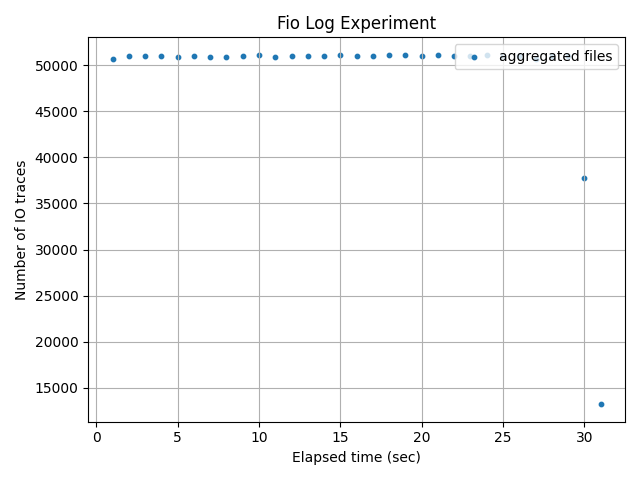 Fio Log Experiment
aggregated files
Number of IO traces
50000
45000
40000
35000
30000
25000
20000
15000
0 5 10 15 20 25 30
Elapsed time (sec)